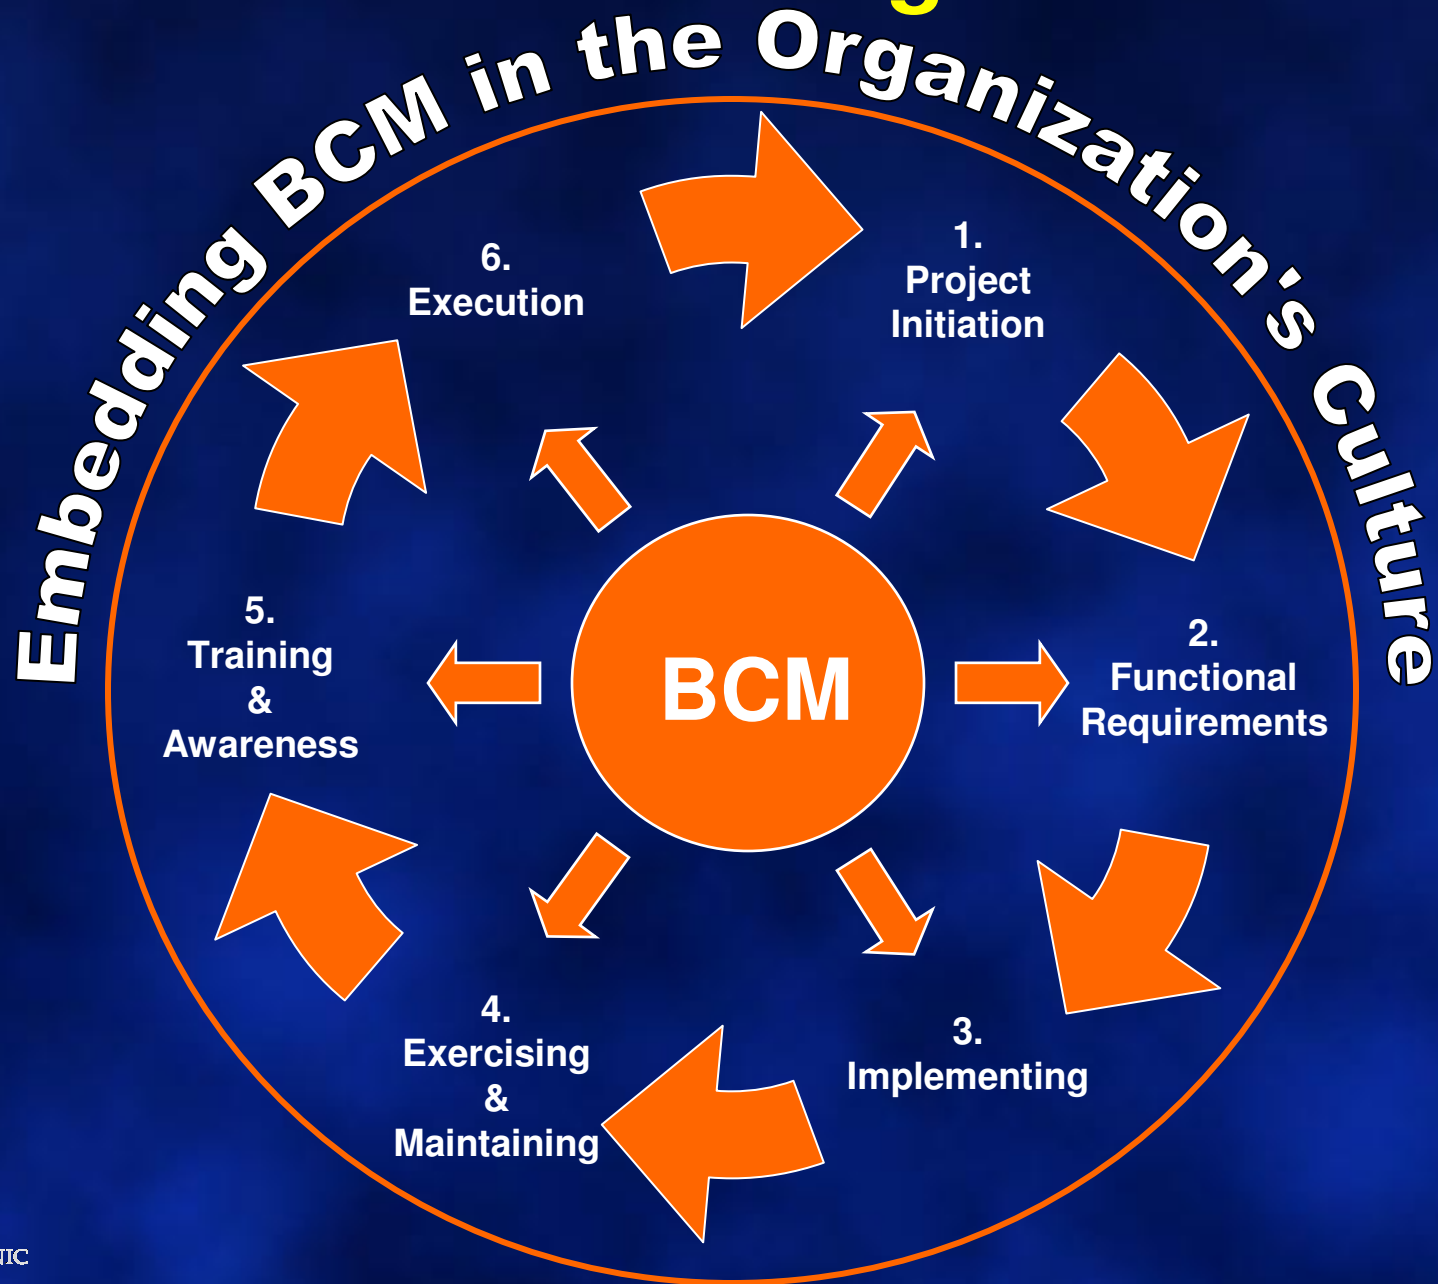 Embedding BCM in the Organization's Culture
1.
Project
Initiation
2.
Functional
Requirements
3.
Implementing
4.
Exercising
&
Maintaining
5.
Training
&
Awareness
6.
Execution
BCM
NIC